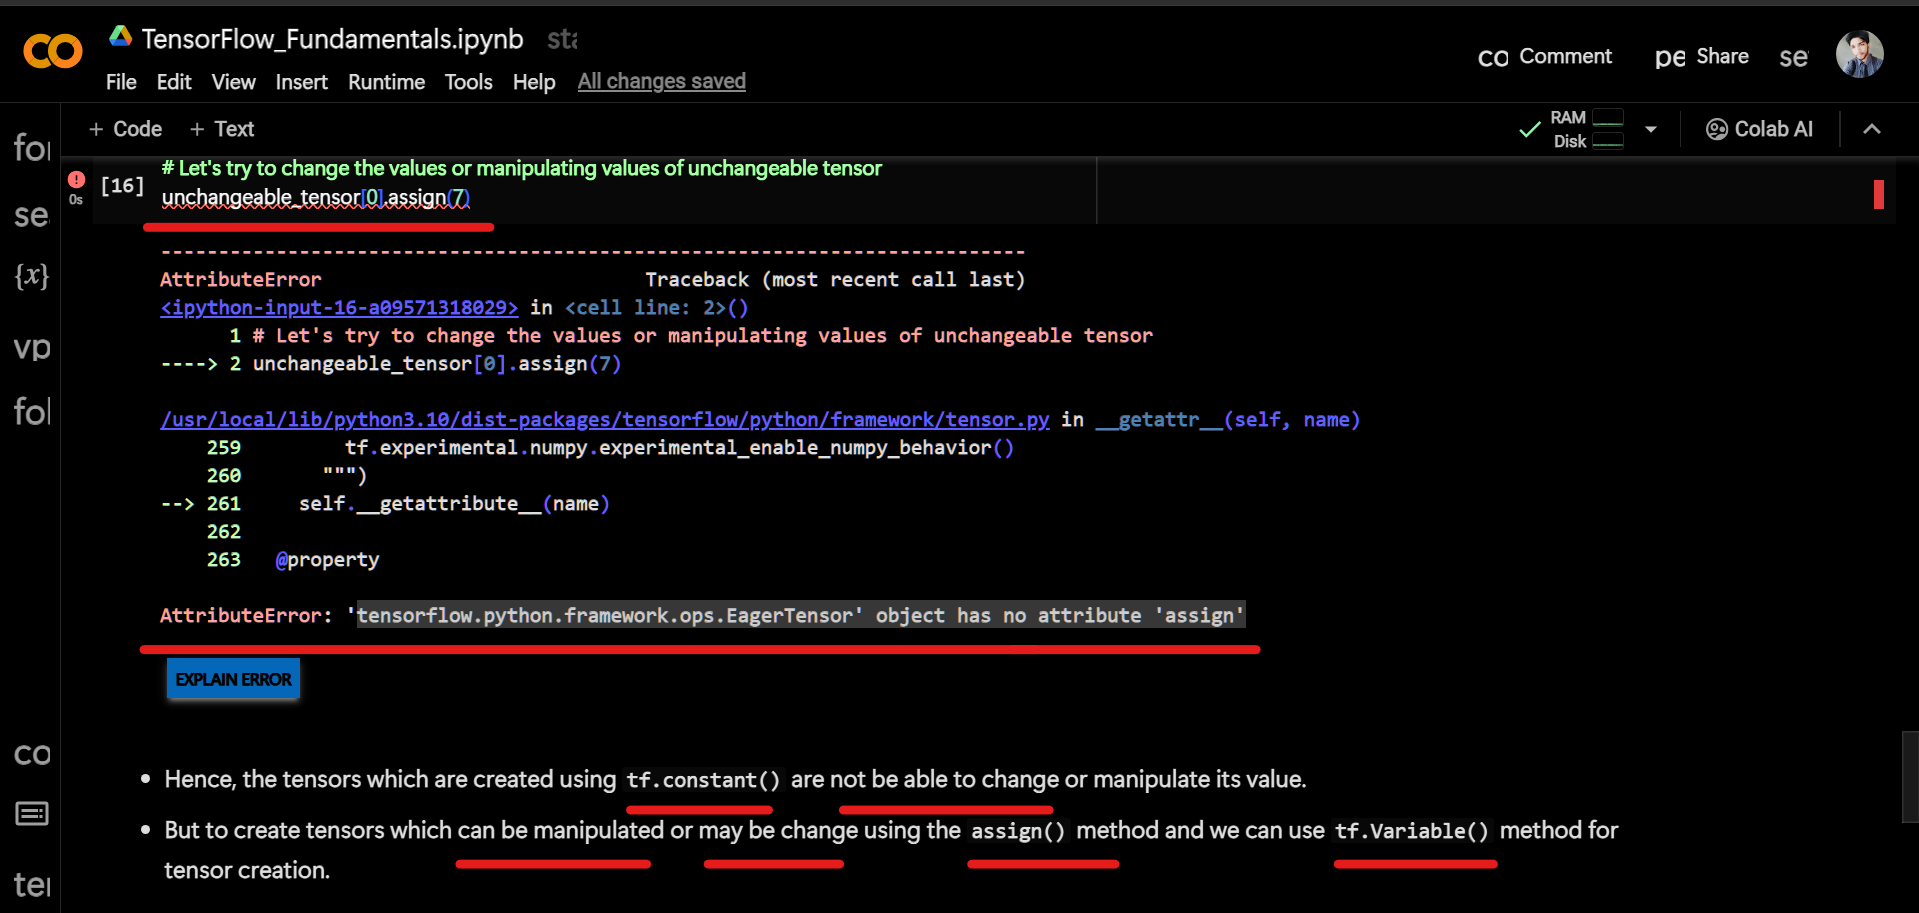 TensorFlow_Fundamentals.ipynb sta
File Edit View Insert Runtime Tools Help All changes saved
co Comment pe Share se
+ Code + Text
RAM
Disk
Colab AI
for
se
{x}
vp
fol
co
ter
0s
[16]
# Let's try to change the values or manipulating values of unchangeable tensor
unchangeable_tensor[0].assign(7)
---------------------------------------------------------------------------
AttributeError                            Traceback (most recent call last)
<ipython-input-16-a09571318029> in <cell line: 2>()
      1 # Let's try to change the values or manipulating values of unchangeable tensor
----> 2 unchangeable_tensor[0].assign(7)
/usr/local/lib/python3.10/dist-packages/tensorflow/python/framework/tensor.py in __getattr__(self, name)
    259         tf.experimental.numpy.experimental_enable_numpy_behavior()
    260       """)
--> 261     self.__getattribute__(name)
    262
    263   @property
AttributeError: 'tensorflow.python.framework.ops.EagerTensor' object has no attribute 'assign'
EXPLAIN ERROR
• Hence, the tensors which are created using tf.constant() are not be able to change or manipulate its value.
• But to create tensors which can be manipulated or may be change using the assign() method and we can use tf.Variable() method for
tensor creation.